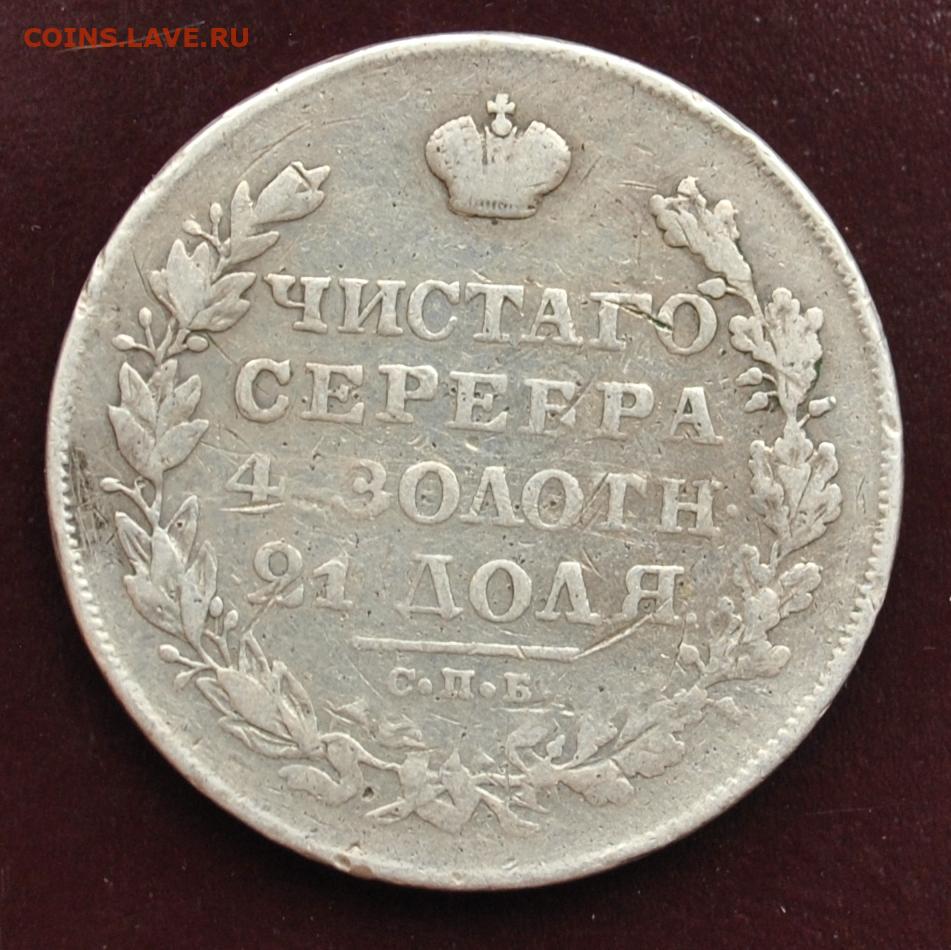 COINS.LAVE.RU
ЧИСТАГО
СЕРЕБРА
4 ЗОЛОТН.
21 ДОЛЯ.
С.П.Б.